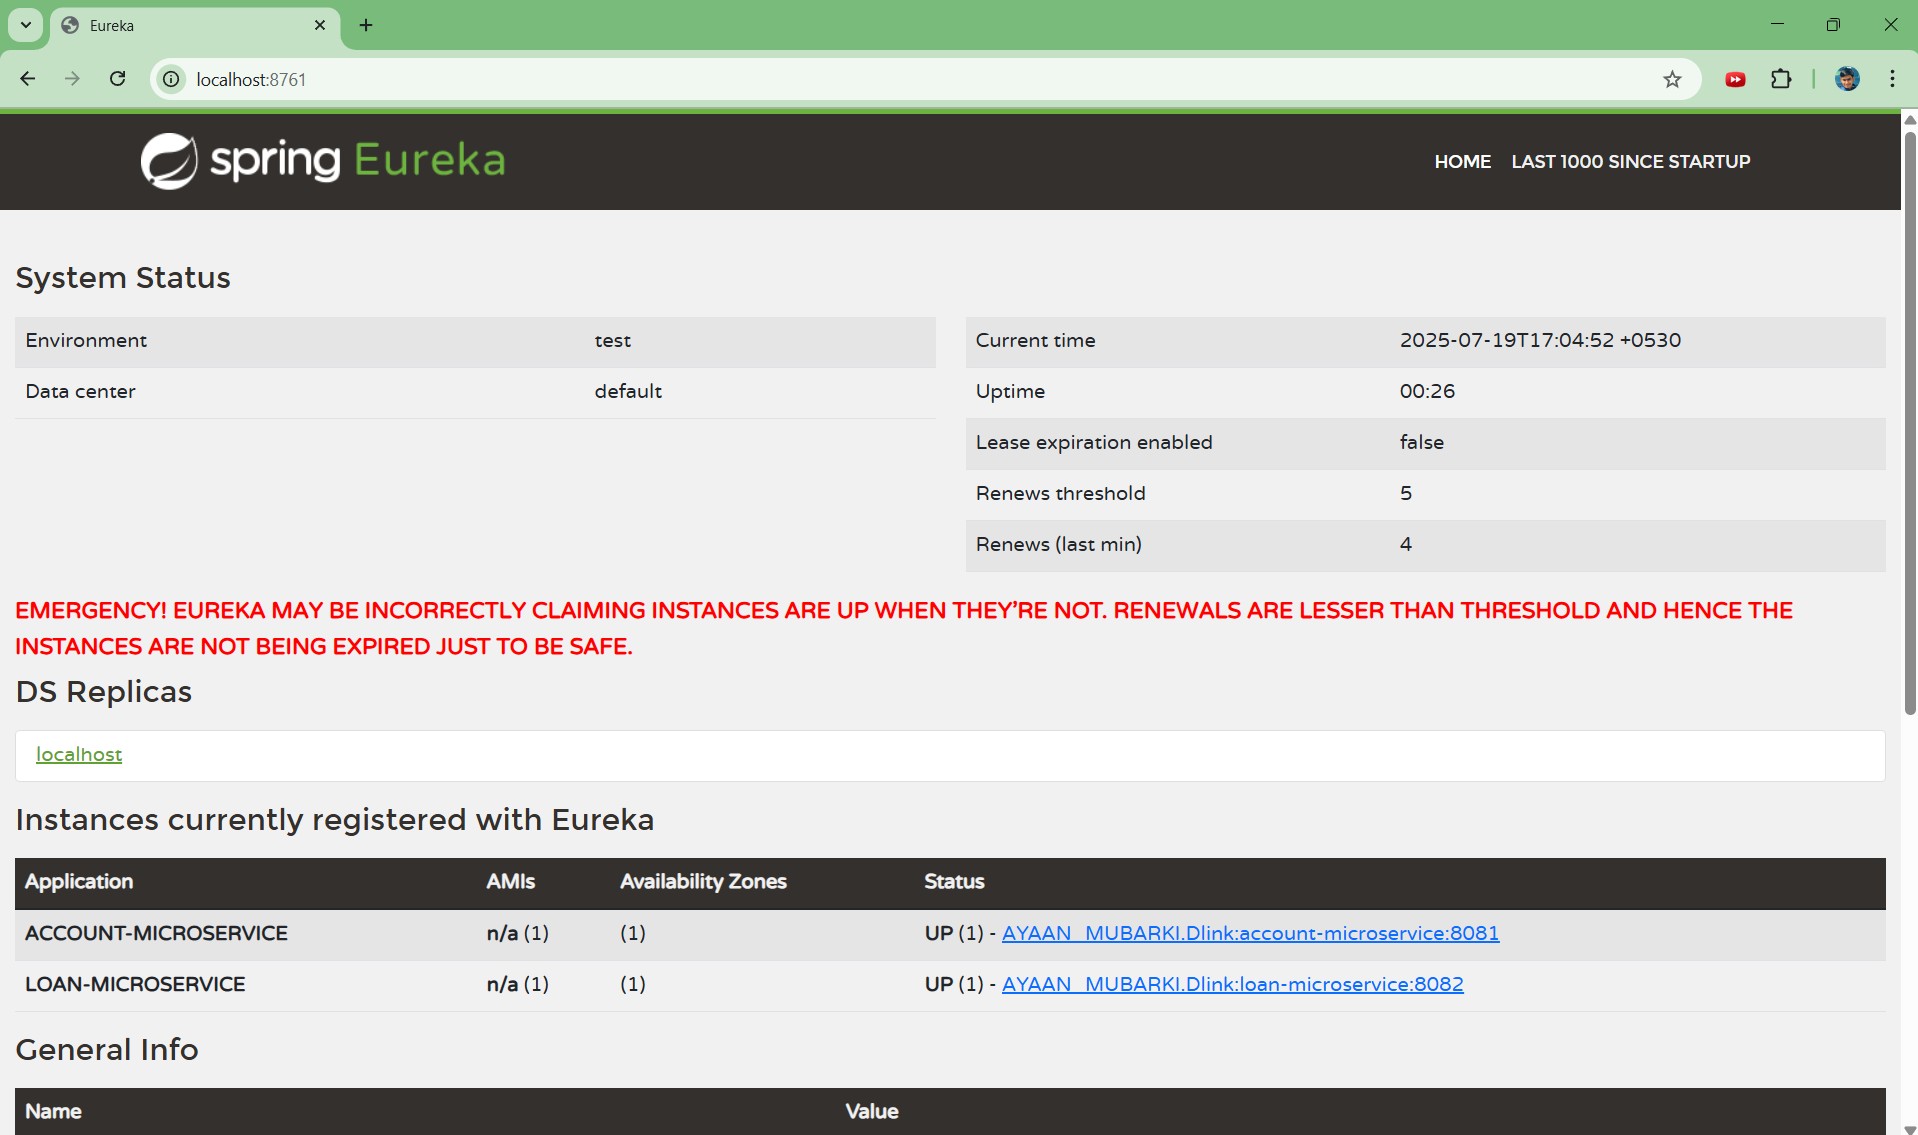 Eureka
localhost:8761
spring Eureka
HOME LAST 1000 SINCE STARTUP
System Status
Environment test
Data center default
Current time 2025-07-19T17:04:52 +0530
Uptime 00:26
Lease expiration enabled false
Renews threshold 5
Renews (last min) 4
EMERGENCY! EUREKA MAY BE INCORRECTLY CLAIMING INSTANCES ARE UP WHEN THEY'RE NOT. RENEWALS ARE LESSER THAN THRESHOLD AND HENCE THE
INSTANCES ARE NOT BEING EXPIRED JUST TO BE SAFE.
DS Replicas
localhost
Instances currently registered with Eureka
Application AMIs Availability Zones Status
ACCOUNT-MICROSERVICE n/a (1) (1) UP (1) - AYAAN_MUBARKI.Dlink:account-microservice:8081
LOAN-MICROSERVICE n/a (1) (1) UP (1) - AYAAN_MUBARKI.Dlink:loan-microservice:8082
General Info
Name Value